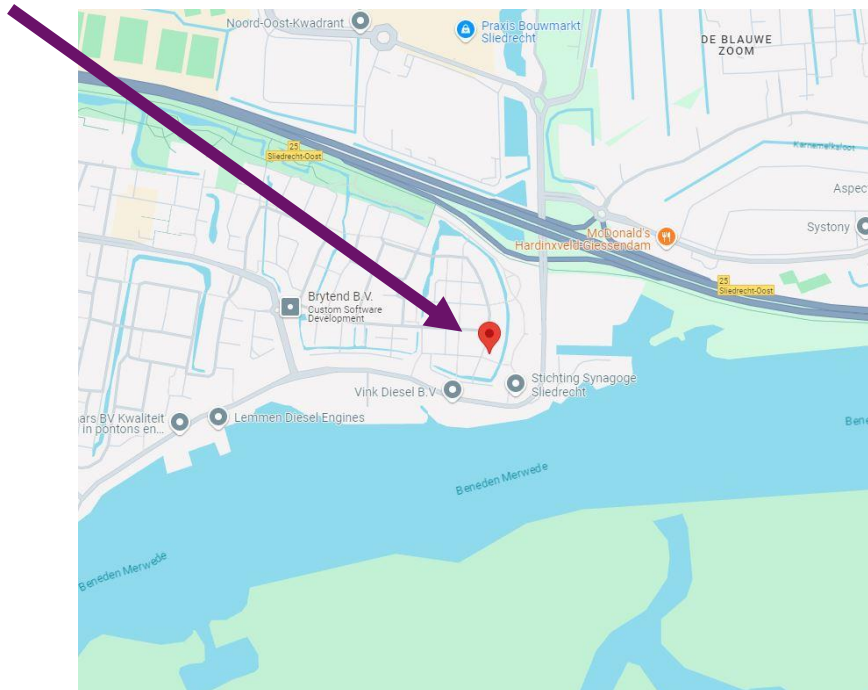 Noord-Oost-Kwadrant
Praxis Bouwmarkt
Sliedrecht
DE BLAUWE
ZOOM
25
Sliedrecht-Oost
Karnemelksloot
Aspec
Systony
McDonald's
Hardinxveld-Giessendam
25
Sliedrecht-Oost
Brytend B.V.
Custom Software
Development
Vink Diesel B.V
Stichting Synagoge
Sliedrecht
ars BV Kwaliteit
in pontons en...
Lemmen Diesel Engines
Bene
Beneden Merwede
Beneden Merwede